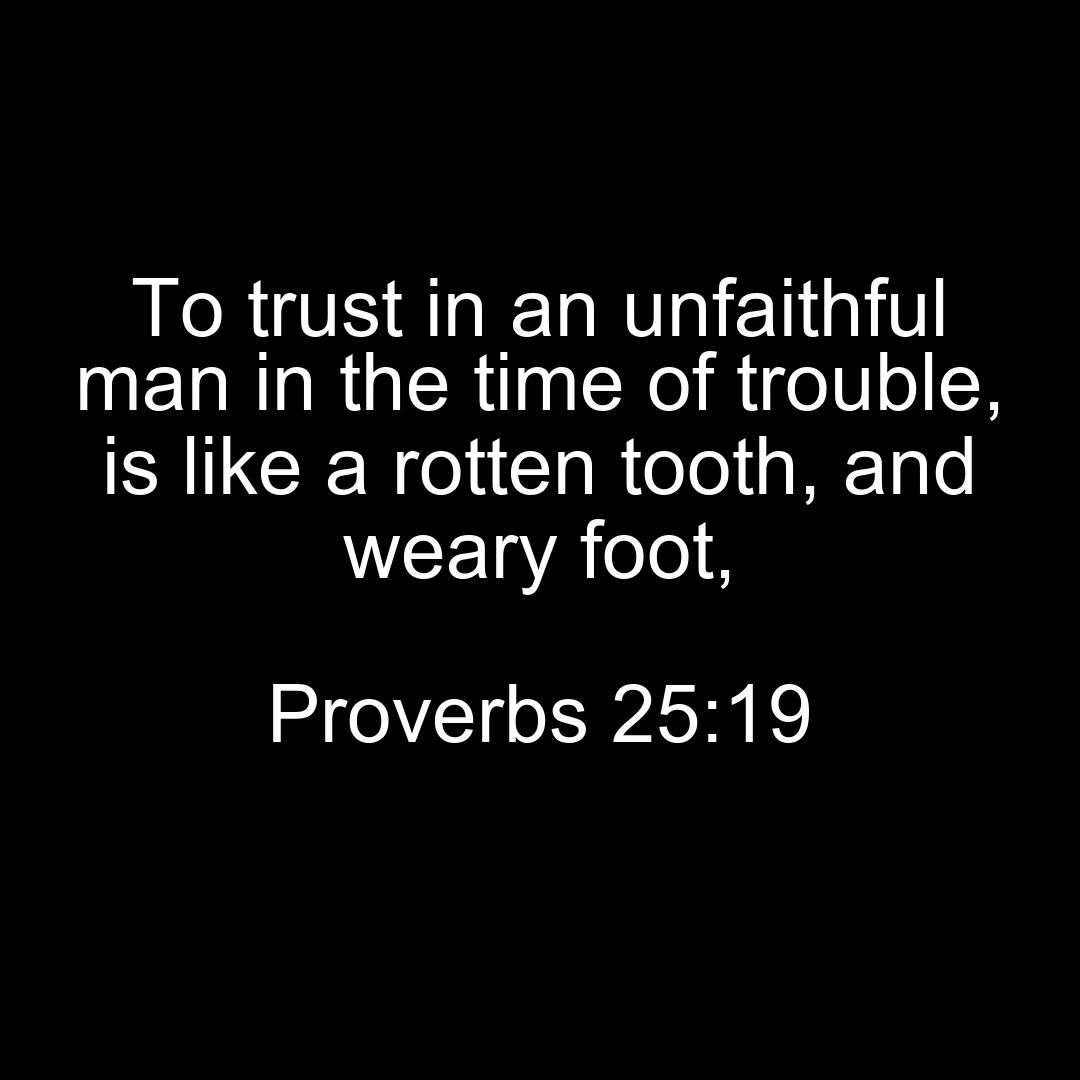 To trust in an unfaithful
man in the time of trouble,
is like a rotten tooth, and
weary foot,
Proverbs 25:19